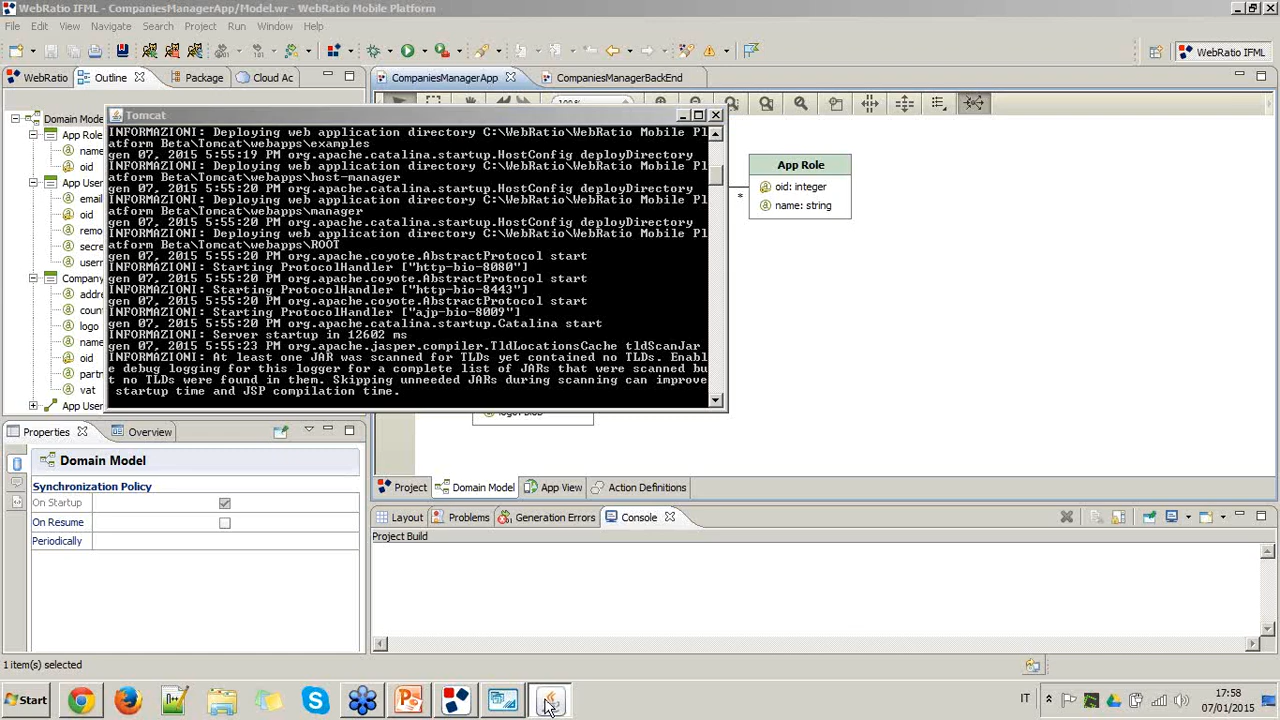 WebRatio IFML - CompaniesManagerApp/Model.wr - WebRatio Mobile Platform
File Edit View Navigate Search Project Run Window Help
WebRatio IFML
WebRatio Outline Package Cloud Ac
CompaniesManagerApp CompaniesManagerBackEnd
Domain Mode
App Role
name
oid
App User
email
oid
remo
secre
usern
Company
addre
count
logo
name
oid
partn
vat
App User
Tomcat
INFORMAZIONI: Deploying web application directory C:\WebRatio\WebRatio Mobile Pl
atform Beta\Tomcat\webapps\examples
gen 07, 2015 5:55:19 PM org.apache.catalina.startup.HostConfig deployDirectory
INFORMAZIONI: Deploying web application directory C:\WebRatio\WebRatio Mobile Pl
atform Beta\Tomcat\webapps\host-manager
gen 07, 2015 5:55:20 PM org.apache.catalina.startup.HostConfig deployDirectory
INFORMAZIONI: Deploying web application directory C:\WebRatio\WebRatio Mobile Pl
atform Beta\Tomcat\webapps\manager
gen 07, 2015 5:55:20 PM org.apache.catalina.startup.HostConfig deployDirectory
INFORMAZIONI: Deploying web application directory C:\WebRatio\WebRatio Mobile Pl
atform Beta\Tomcat\webapps\ROOT
gen 07, 2015 5:55:20 PM org.apache.coyote.AbstractProtocol start
INFORMAZIONI: Starting ProtocolHandler ["http-bio-8080"]
gen 07, 2015 5:55:20 PM org.apache.coyote.AbstractProtocol start
INFORMAZIONI: Starting ProtocolHandler ["http-bio-8443"]
gen 07, 2015 5:55:20 PM org.apache.coyote.AbstractProtocol start
INFORMAZIONI: Starting ProtocolHandler ["ajp-bio-8009"]
gen 07, 2015 5:55:20 PM org.apache.catalina.startup.Catalina start
INFORMAZIONI: Server startup in 12602 ms
gen 07, 2015 5:55:23 PM org.apache.jasper.compiler.TldLocationsCache tldScanJar
INFORMAZIONI: At least one JAR was scanned for TLDs yet contained no TLDs. Enabl
e debug logging for this logger for a complete list of JARs that were scanned bu
t no TLDs were found in them. Skipping unneeded JARs during scanning can improve
startup time and JSP compilation time.
App Role
oid: integer
name: string
*
Project Domain Model App View Action Definitions
Properties Overview
Domain Model
Synchronization Policy
On Startup
On Resume
Periodically
Layout Problems Generation Errors Console
Project Build
1 item(s) selected
Start
IT
17:58
07/01/2015